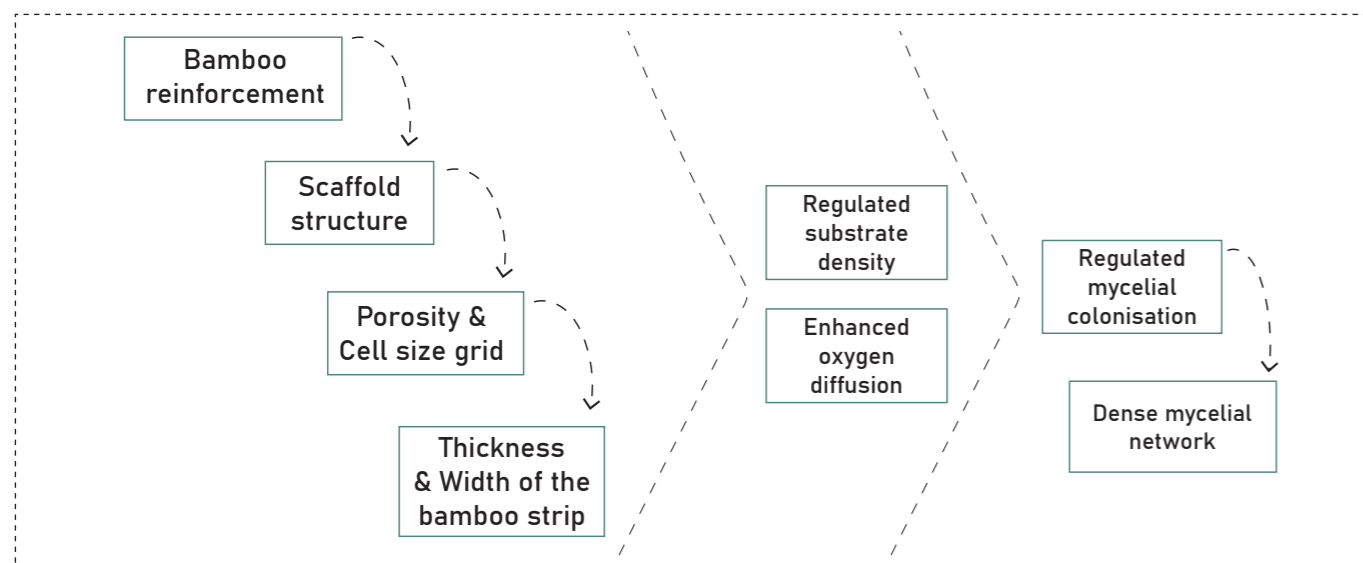 Bamboo
reinforcement
Scaffold
structure
Porosity &
Cell size grid
Thickness
& Width of the
bamboo strip
Regulated
substrate
density
Enhanced
oxygen
diffusion
Regulated
mycelial
colonisation
Dense mycelial
network